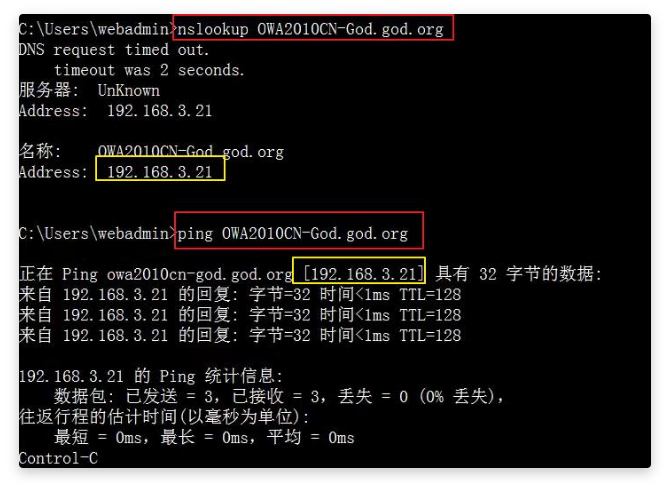 C:\Users\webadmin>nslookup OWA2010CN-God.god.org
DNS request timed out.
timeout was 2 seconds.
服务器: UnKnown
Address: 192.168.3.21
名称: OWA2010CN-God.god.org
Address: 192.168.3.21
C:\Users\webadmin>ping OWA2010CN-God.god.org
正在 Ping owa2010cn-god.god.org [192.168.3.21] 具有 32 字节的数据:
来自 192.168.3.21 的回复: 字节=32 时间<1ms TTL=128
来自 192.168.3.21 的回复: 字节=32 时间<1ms TTL=128
来自 192.168.3.21 的回复: 字节=32 时间<1ms TTL=128
192.168.3.21 的 Ping 统计信息:
数据包: 已发送 = 3，已接收 = 3，丢失 = 0 (0% 丢失)，
往返行程的估计时间(以毫秒为单位):
最短 = 0ms，最长 = 0ms，平均 = 0ms
Control-C